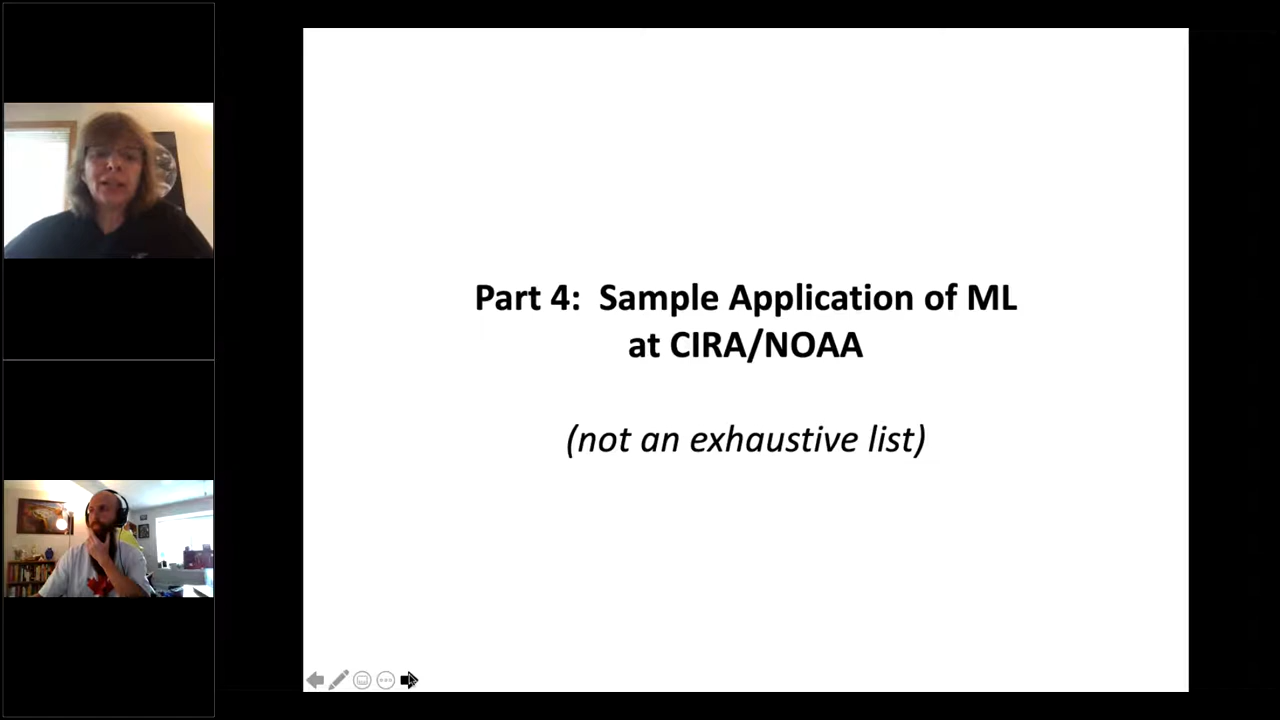 Part 4:  Sample Application of ML
at CIRA/NOAA
(not an exhaustive list)